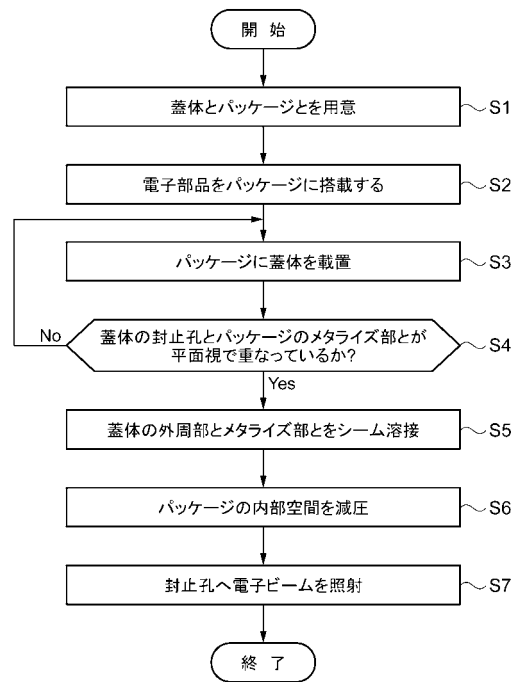 開 始
蓋体とパッケージとを用意
S1
電子部品をパッケージに搭載する
S2
パッケージに蓋体を載置
S3
蓋体の封止孔とパッケージのメタライズ部とが
平面視で重なっているか?
S4
No
Yes
蓋体の外周部とメタライズ部とをシーム溶接
S5
パッケージの内部空間を減圧
S6
封止孔へ電子ビームを照射
S7
終 了